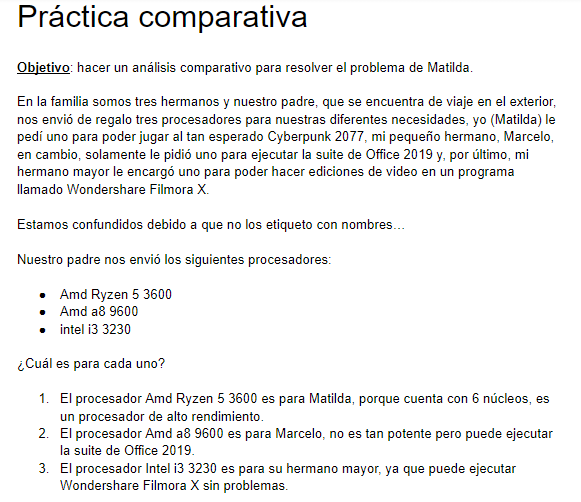 Práctica comparativa
Objetivo: hacer un análisis comparativo para resolver el problema de Matilda.
En la familia somos tres hermanos y nuestro padre, que se encuentra de viaje en el exterior,
nos envió de regalo tres procesadores para nuestras diferentes necesidades, yo (Matilda) le
pedí uno para poder jugar al tan esperado Cyberpunk 2077, mi pequeño hermano, Marcelo,
en cambio, solamente le pidió uno para ejecutar la suite de Office 2019 y, por último, mi
hermano mayor le encargó uno para poder hacer ediciones de video en un programa
llamado Wondershare Filmora X.
Estamos confundidos debido a que no los etiqueto con nombres…
Nuestro padre nos envió los siguientes procesadores:
● Amd Ryzen 5 3600
● Amd a8 9600
● intel i3 3230
¿Cuál es para cada uno?
1. El procesador Amd Ryzen 5 3600 es para Matilda, porque cuenta con 6 núcleos, es
un procesador de alto rendimiento.
2. El procesador Amd a8 9600 es para Marcelo, no es tan potente pero puede ejecutar
la suite de Office 2019.
3. El procesador Intel i3 3230 es para su hermano mayor, ya que puede ejecutar
Wondershare Filmora X sin problemas.